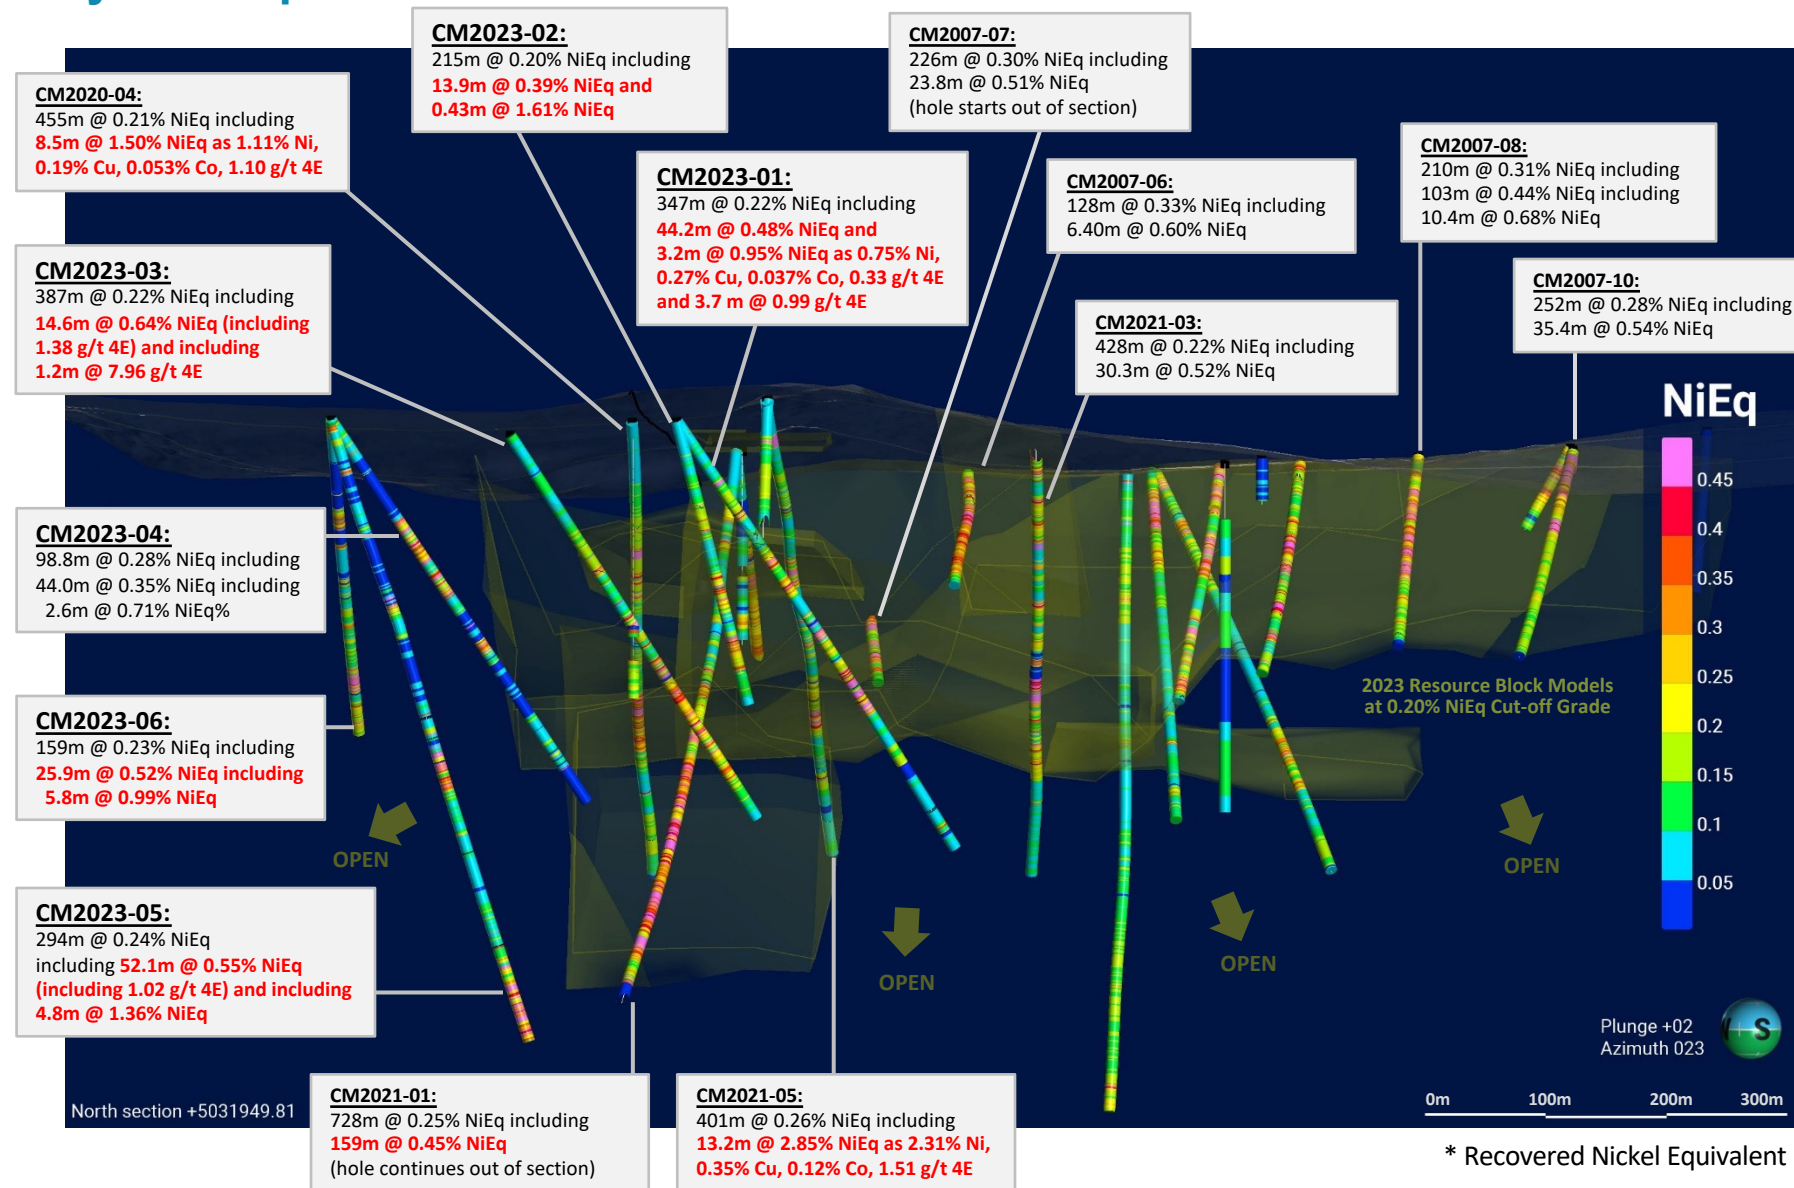 CM2023-02:
215m @ 0.20% NiEq including
13.9m @ 0.39% NiEq and
0.43m @ 1.61% NiEq
CM2007-07:
226m @ 0.30% NiEq including
23.8m @ 0.51% NiEq
(hole starts out of section)
CM2020-04:
455m @ 0.21% NiEq including
8.5m @ 1.50% NiEq as 1.11% Ni,
0.19% Cu, 0.053% Co, 1.10 g/t 4E
CM2023-01:
347m @ 0.22% NiEq including
44.2m @ 0.48% NiEq and
3.2m @ 0.95% NiEq as 0.75% Ni,
0.27% Cu, 0.037% Co, 0.33 g/t 4E
and 3.7 m @ 0.99 g/t 4E
CM2007-06:
128m @ 0.33% NiEq including
6.40m @ 0.60% NiEq
CM2007-08:
210m @ 0.31% NiEq including
103m @ 0.44% NiEq including
10.4m @ 0.68% NiEq
CM2023-03:
387m @ 0.22% NiEq including
14.6m @ 0.64% NiEq (including
1.38 g/t 4E) and including
1.2m @ 7.96 g/t 4E
CM2021-03:
428m @ 0.22% NiEq including
30.3m @ 0.52% NiEq
CM2007-10:
252m @ 0.28% NiEq including
35.4m @ 0.54% NiEq
NiEq
0.45
0.4
0.35
0.3
0.25
0.2
0.15
0.1
0.05
CM2023-04:
98.8m @ 0.28% NiEq including
44.0m @ 0.35% NiEq including
2.6m @ 0.71% NiEq%
2023 Resource Block Models
at 0.20% NiEq Cut-off Grade
CM2023-06:
159m @ 0.23% NiEq including
25.9m @ 0.52% NiEq including
5.8m @ 0.99% NiEq
OPEN
OPEN
OPEN
OPEN
CM2023-05:
294m @ 0.24% NiEq
including 52.1m @ 0.55% NiEq
(including 1.02 g/t 4E) and including
4.8m @ 1.36% NiEq
Plunge +02
Azimuth 023
S
CM2021-01:
728m @ 0.25% NiEq including
159m @ 0.45% NiEq
(hole continues out of section)
CM2021-05:
401m @ 0.26% NiEq including
13.2m @ 2.85% NiEq as 2.31% Ni,
0.35% Cu, 0.12% Co, 1.51 g/t 4E
North section +5031949.81
0m 100m 200m 300m
* Recovered Nickel Equivalent